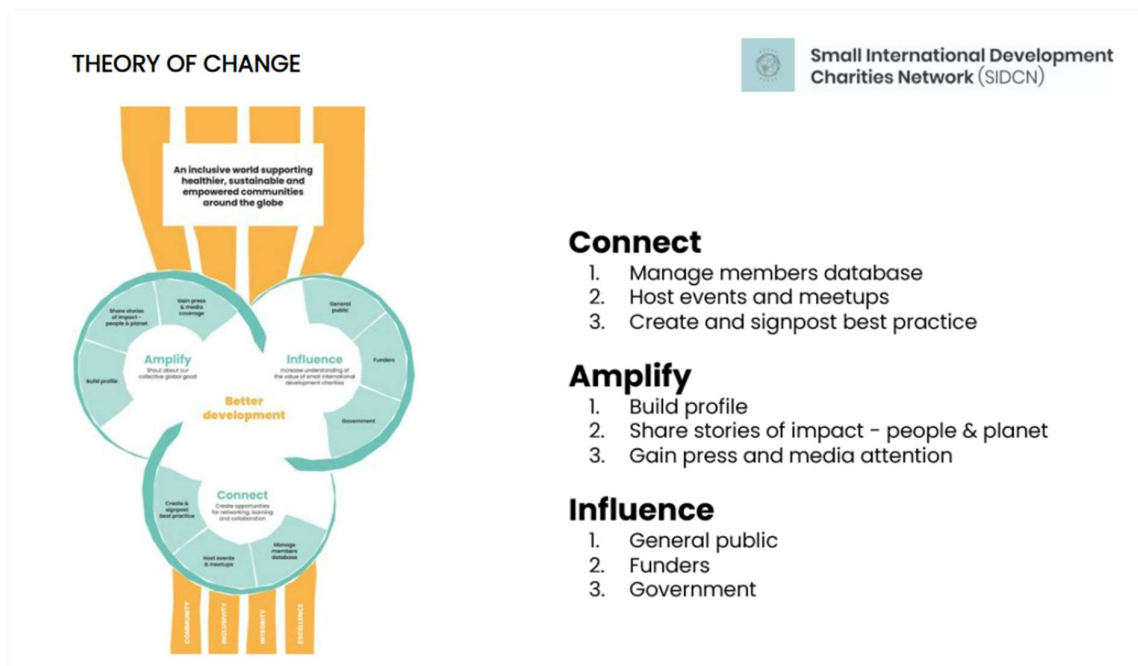 THEORY OF CHANGE
Small International Development
Charities Network (SIDCN)
An inclusive world supporting
healthier, sustainable and
empowered communities
around the globe
Share stories
of impact -
people & planet
Gain press
& media
coverage
Build profile
Amplify
Shout about our
collective global good
General
public
Funders
Government
Influence
Increase understanding of
the value of small international
development charities
Better
development
Connect
Create opportunities
for networking, learning
and collaboration
Create &
signpost
best practice
Host events
& meetups
Manage
members
database
COMMUNITY
INCLUSIVITY
INTEGRITY
EXCELLENCE
Connect
1. Manage members database
2. Host events and meetups
3. Create and signpost best practice
Amplify
1. Build profile
2. Share stories of impact - people & planet
3. Gain press and media attention
Influence
1. General public
2. Funders
3. Government